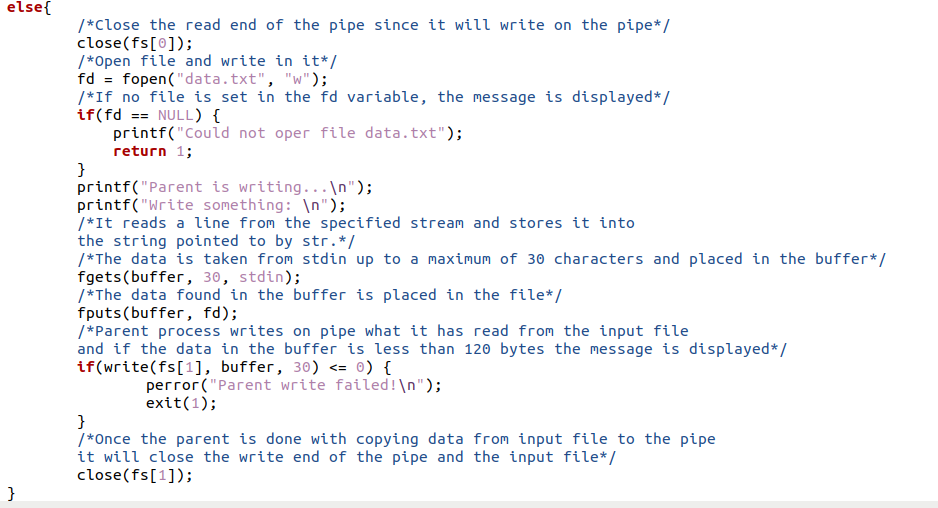 else{
/*Close the read end of the pipe since it will write on the pipe*/
close(fs[0]);
/*Open file and write in it*/
fd = fopen("data.txt", "w");
/*If no file is set in the fd variable, the message is displayed*/
if(fd == NULL) {
printf("Could not oper file data.txt");
return 1;
}
printf("Parent is writing...\n");
printf("Write something: \n");
/*It reads a line from the specified stream and stores it into
the string pointed to by str.*/
/*The data is taken from stdin up to a maximum of 30 characters and placed in the buffer*/
fgets(buffer, 30, stdin);
/*The data found in the buffer is placed in the file*/
fputs(buffer, fd);
/*Parent process writes on pipe what it has read from the input file
and if the data in the buffer is less than 120 bytes the message is displayed*/
if(write(fs[1], buffer, 30) <= 0) {
perror("Parent write failed!\n");
exit(1);
}
/*Once the parent is done with copying data from input file to the pipe
it will close the write end of the pipe and the input file*/
close(fs[1]);
}